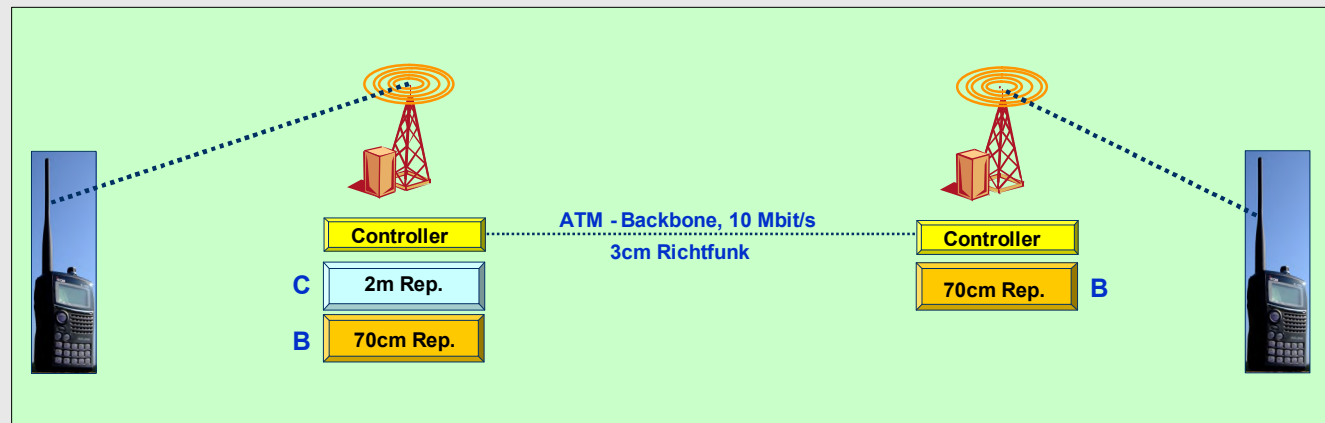 ATM - Backbone, 10 Mbit/s
3cm Richtfunk
Controller
C
2m Rep.
B
70cm Rep.
Controller
70cm Rep.
B